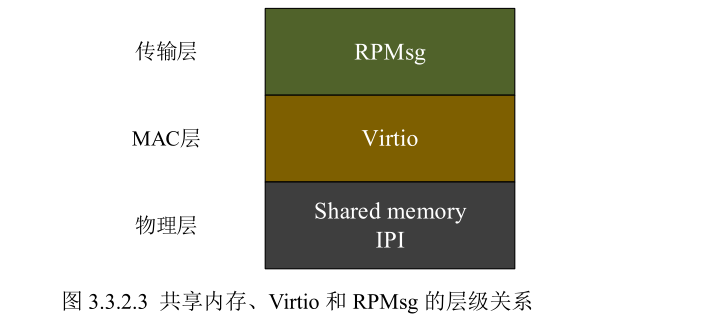 传输层
RPMsg
MAC层
Virtio
物理层
Shared memory
IPI
图 3.3.2.3 共享内存、Virtio 和 RPMsg 的层级关系